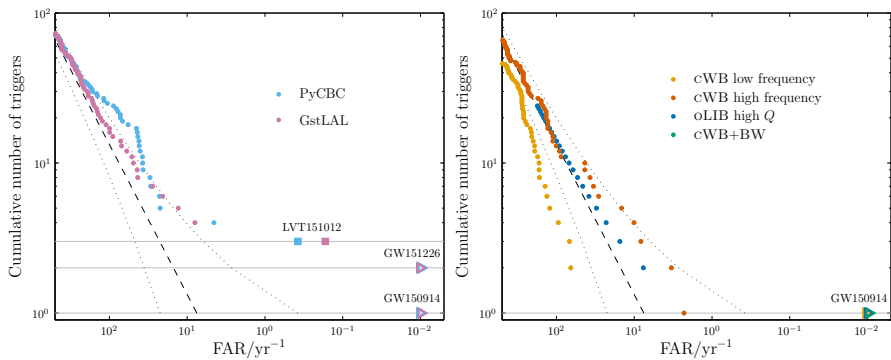 10²
10¹
10⁰
Cumulative number of triggers
PyCBC
GstLAL
LVT151012
GW151226
GW150914
10² 10¹ 10⁰ 10⁻¹ 10⁻²
FAR/yr⁻¹
10²
10¹
10⁰
Cumulative number of triggers
cWB low frequency
cWB high frequency
oLIB high Q
cWB+BW
GW150914
10² 10¹ 10⁰ 10⁻¹ 10⁻²
FAR/yr⁻¹